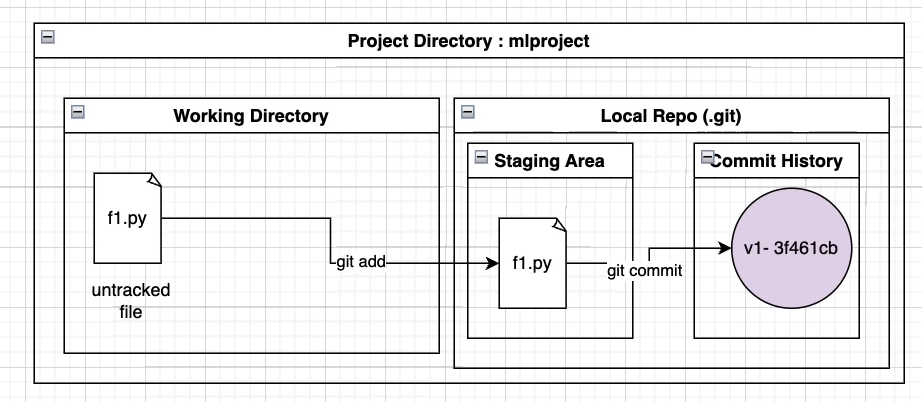 Project Directory : mlproject
Working Directory
Local Repo (.git)
Staging Area
Commit History
f1.py
git add
f1.py
git commit
v1- 3f461cb
untracked
file